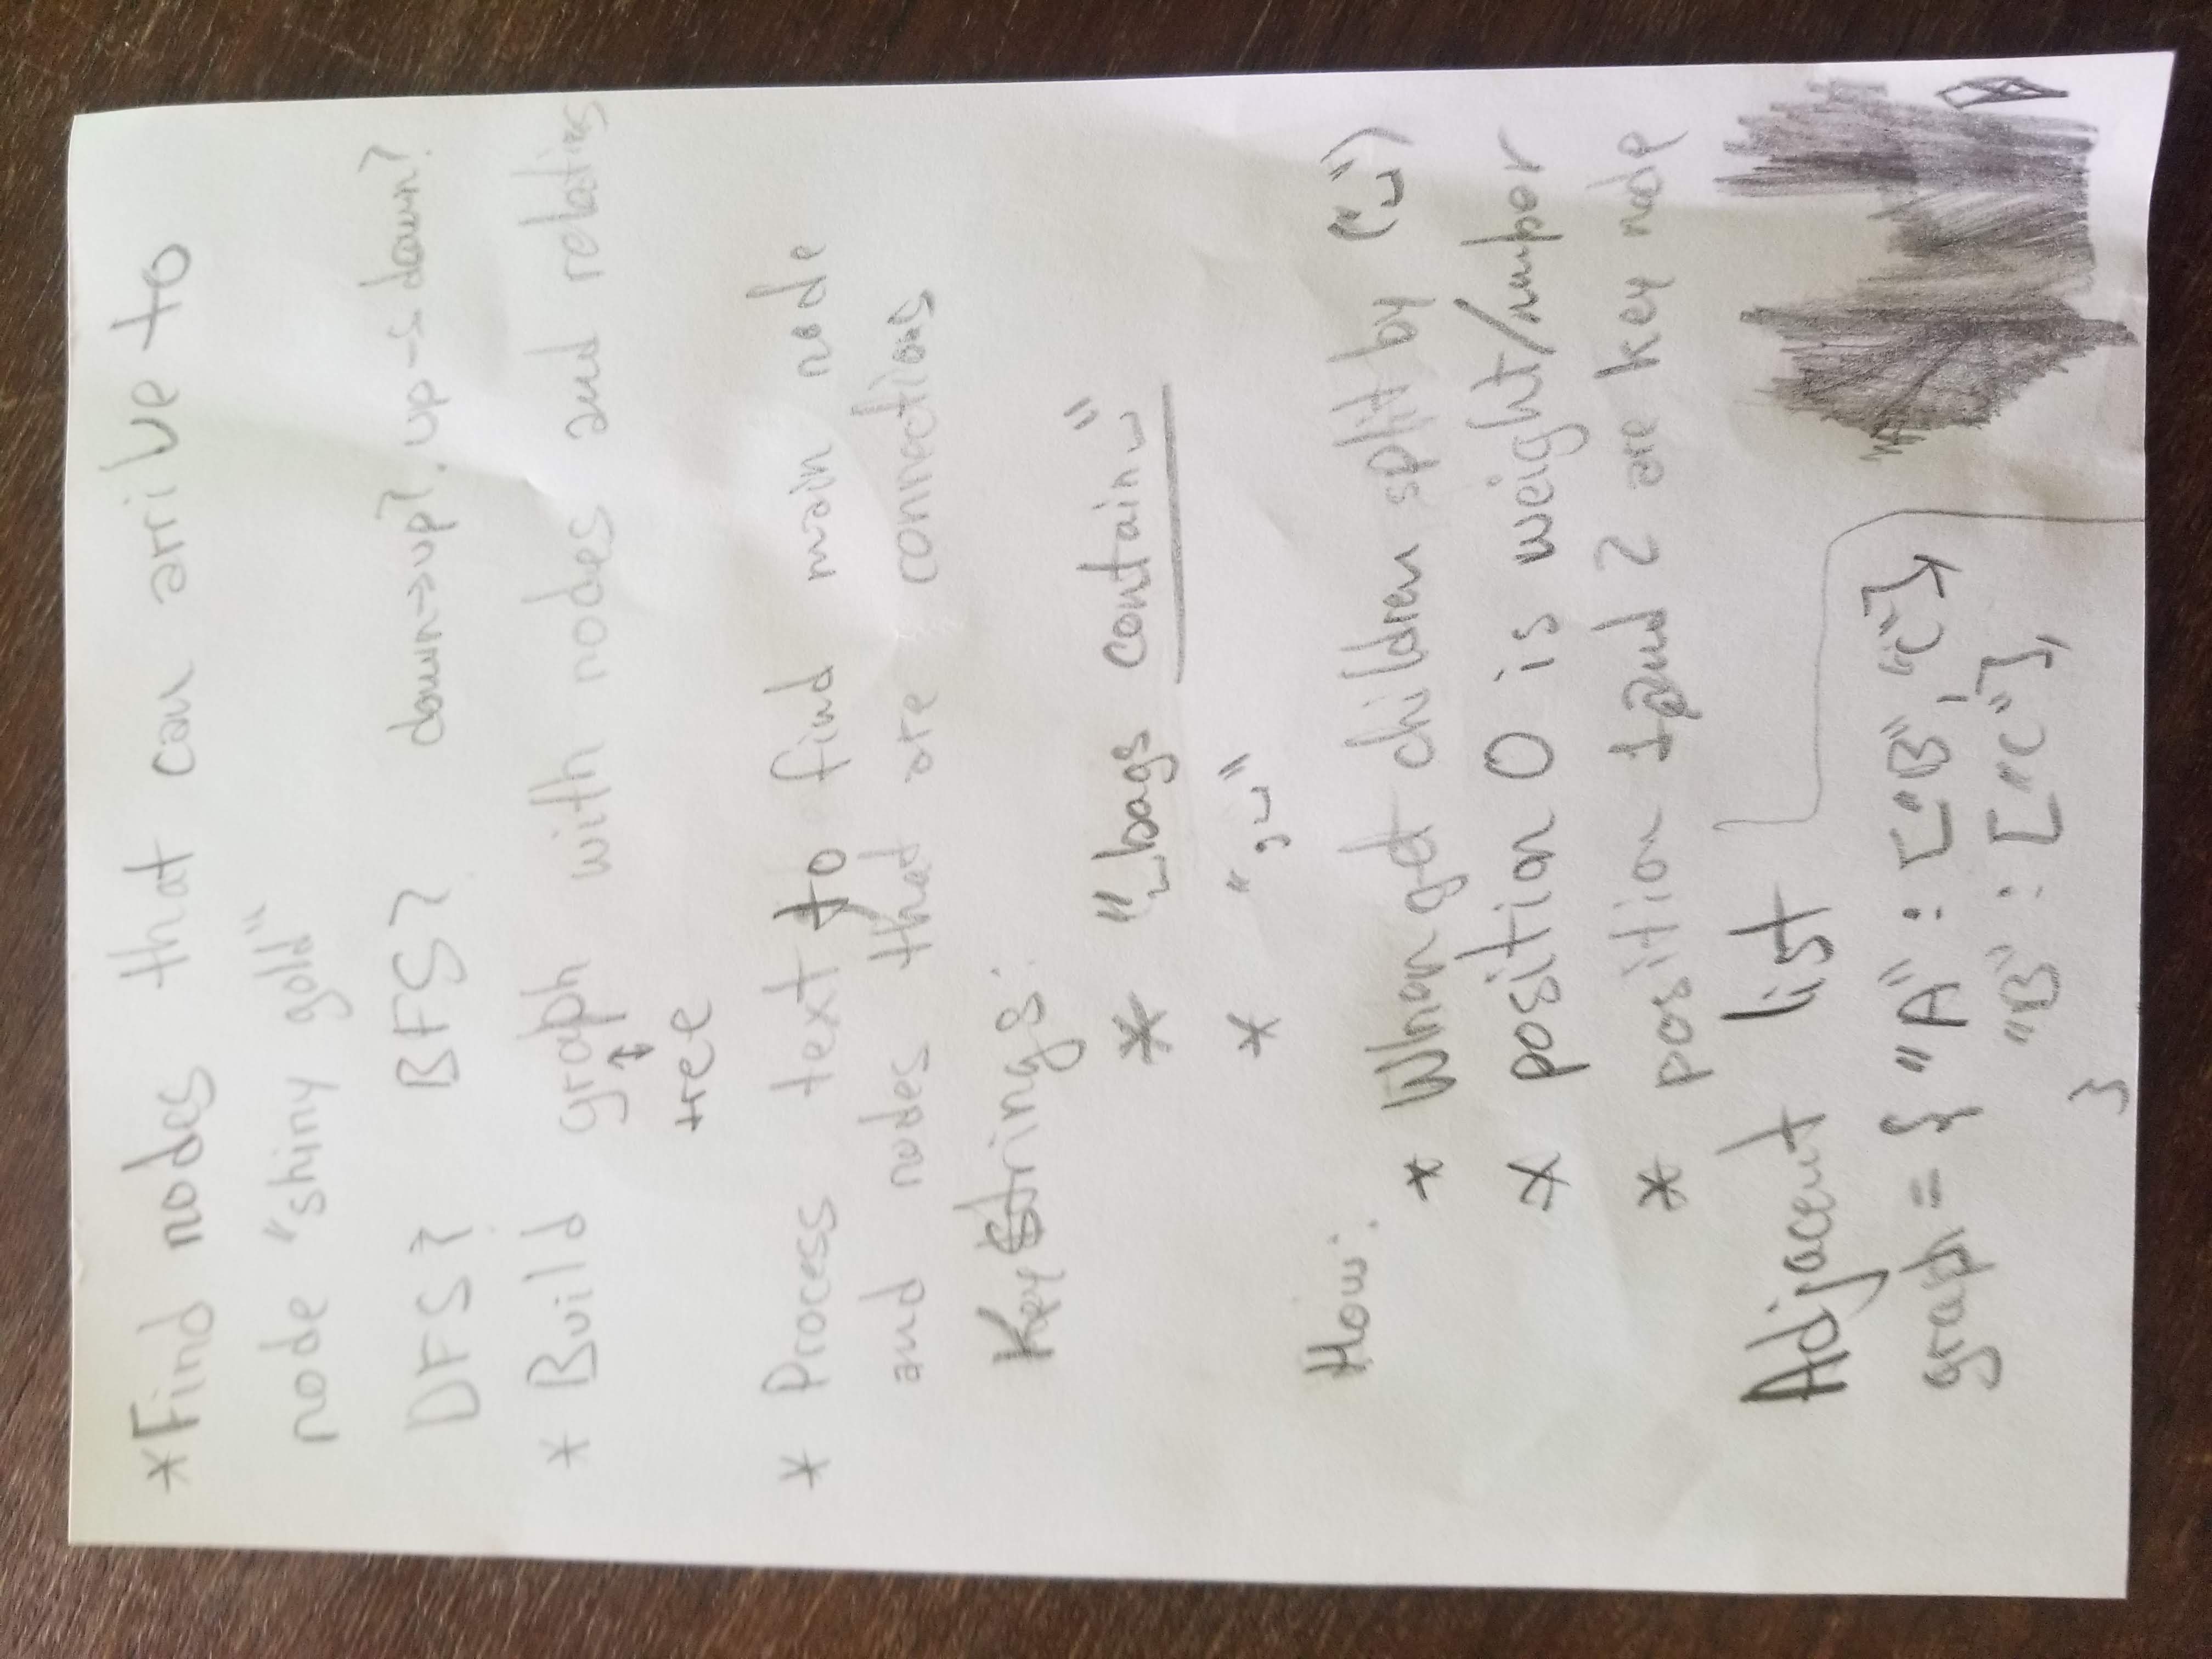 *Find nodes that can arrive to
node "shiny gold"
DFS? BFS? down→up? up→down?
* Build graph with nodes and relations
↕
tree
* Process text to find main node
and nodes that are connections
Key Strings:
* "␣bags contain␣"
* ",␣"
How:
* When get children split by ("␣")
* position 0 is weight/number
* position 1 and 2 are key node
Adjacent list
graph = { "A" : ["B", "C"],
"B" : ["C"],
}